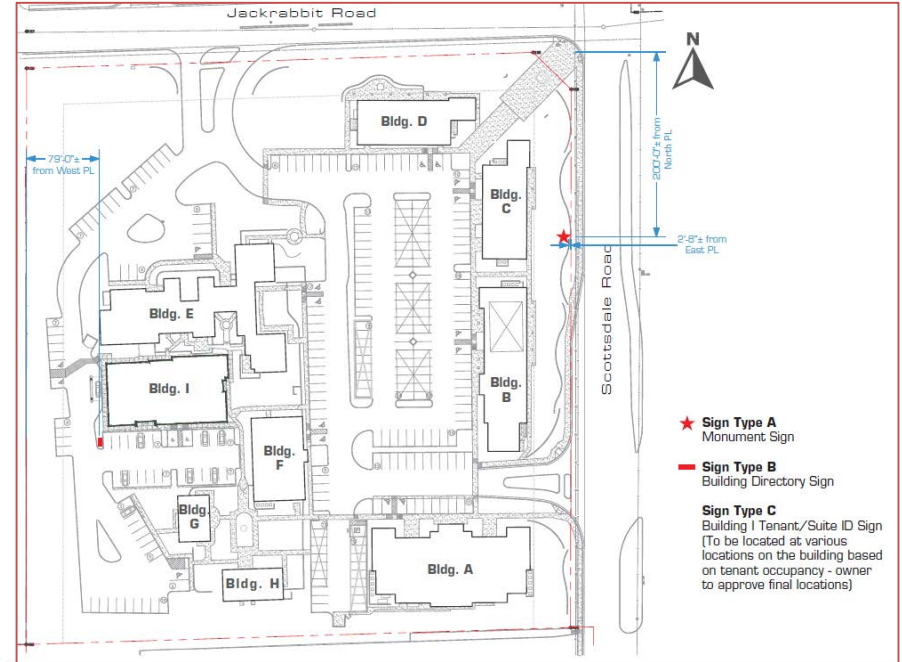 Jackrabbit Road
N
Bldg. D
79'-0"±
from West PL
200'-0"± from
North PL
Bldg.
C
2'-8"± from
East PL
Scottsdale Road
Bldg. E
Bldg. I
Bldg.
B
Bldg.
F
Bldg.
G
Bldg. H
Bldg. A
Sign Type A
Monument Sign
Sign Type B
Building Directory Sign
Sign Type C
Building I Tenant/Suite ID Sign
(To be located at various
locations on the building based
on tenant occupancy - owner
to approve final locations)